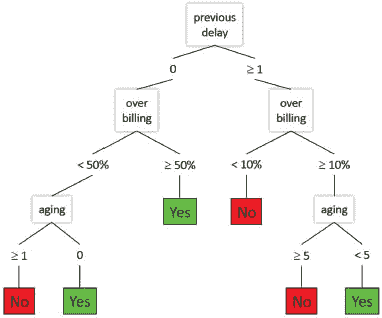 previous
delay
0
≥ 1
over
billing
over
billing
< 50%
≥ 50%
< 10%
≥ 10%
aging
Yes
No
aging
≥ 1
0
≥ 5
< 5
No
Yes
No
Yes